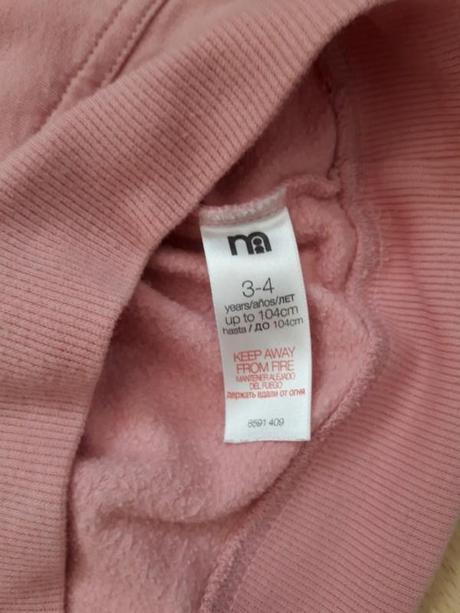 m
3-4
years/años/ЛЕТ
up to 104cm
hasta / ДО 104cm
KEEP AWAY
FROM FIRE
MANTENER ALEJADO
DEL FUEGO
держать вдали от огня
8591 409